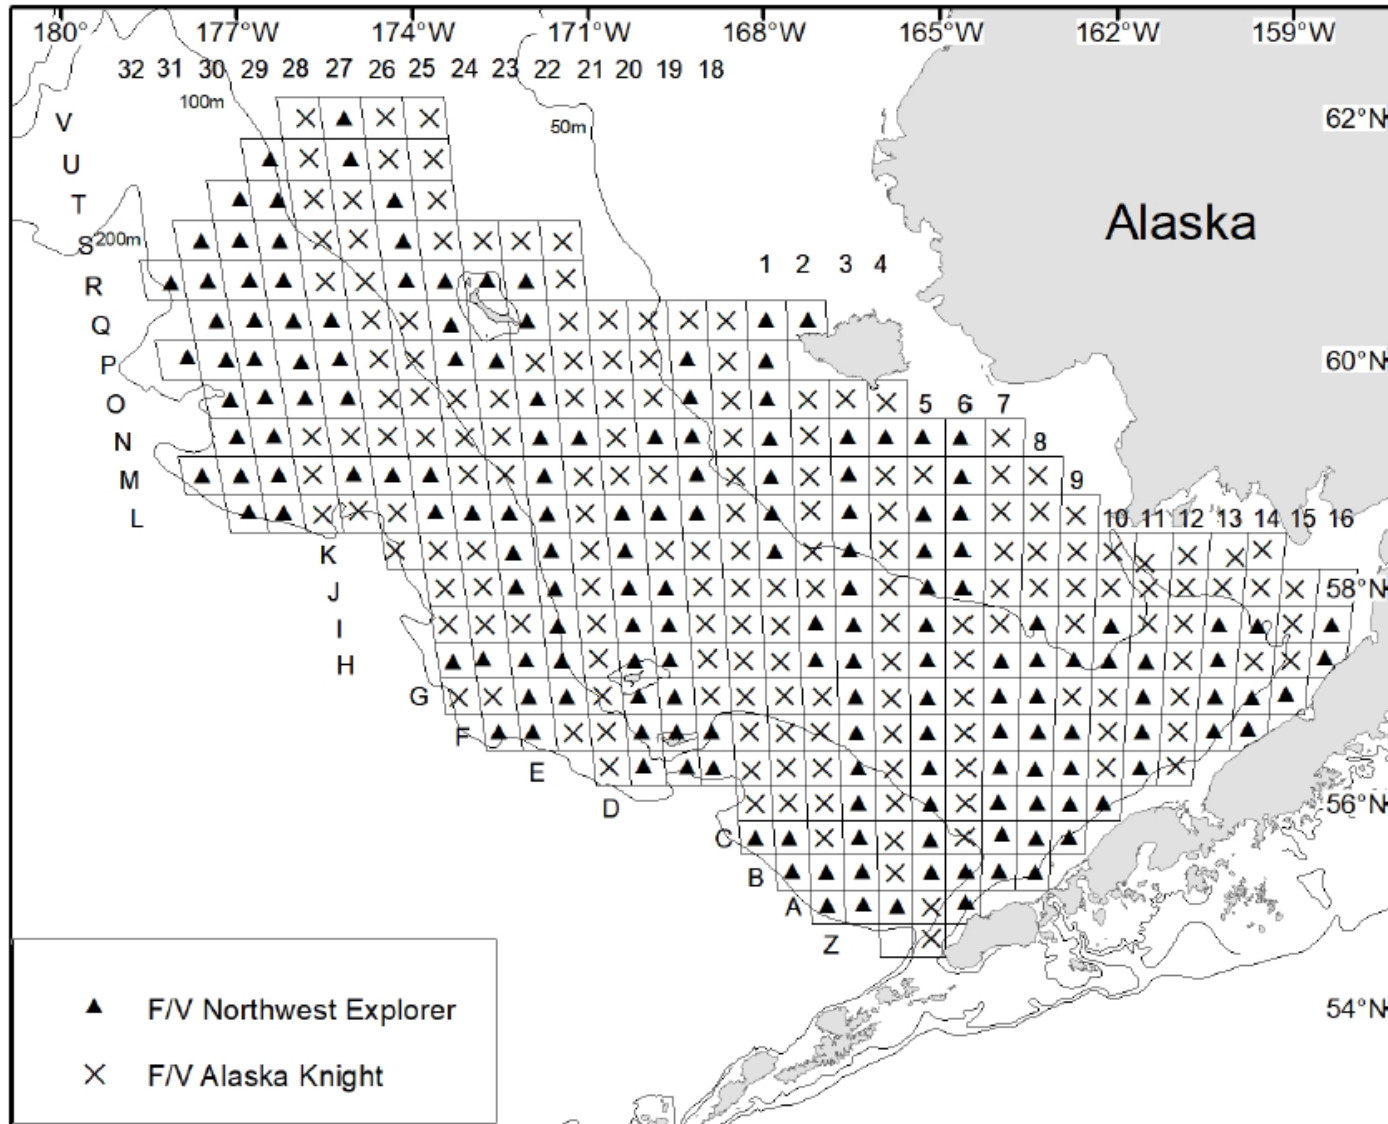 180° 177°W 174°W 171°W 168°W 165°W 162°W 159°W
32 31 30 29 28 27 26 25 24 23 22 21 20 19 18
100m
50m
V
62°N
U
T
Alaska
S
200m
1 2 3 4
R
Q
P
60°N
O
5 6 7
N
8
M
9
L
10 11 12 13 14 15 16
K
J
58°N
I
H
G
F
E
D
56°N
C
B
A
Z
F/V Northwest Explorer
54°N
F/V Alaska Knight